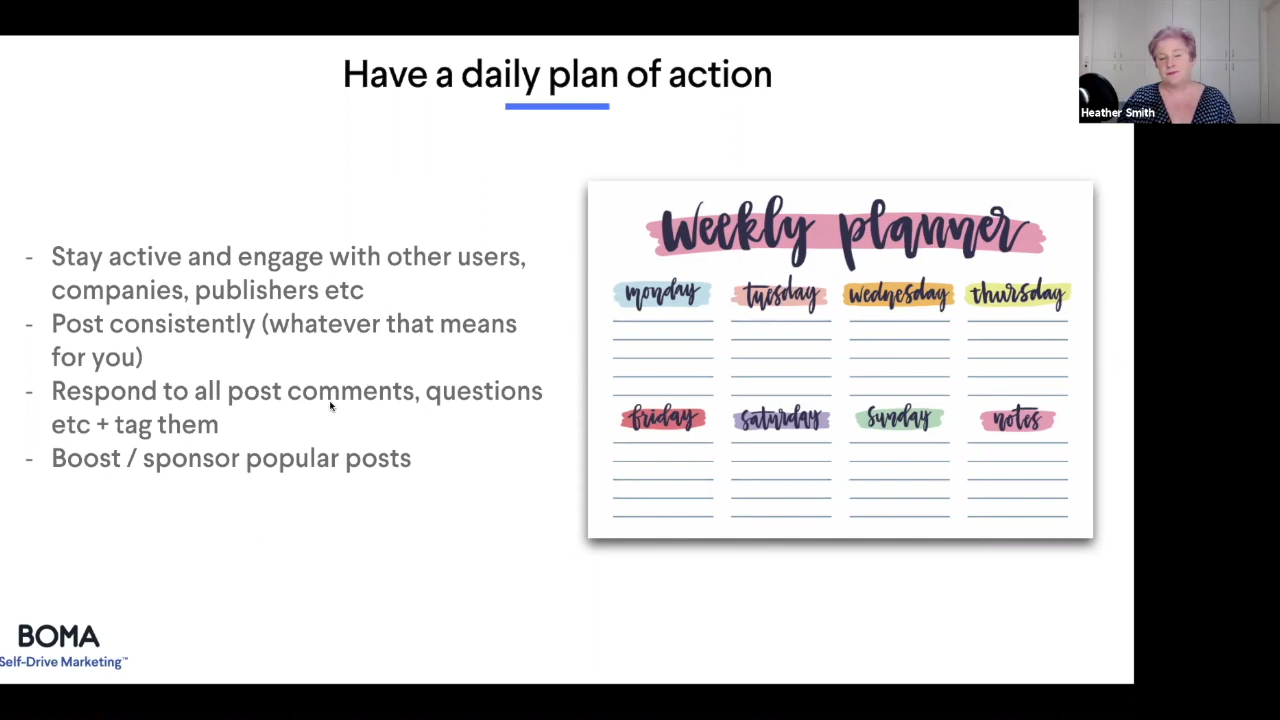 Have a daily plan of action
Heather Smith
- Stay active and engage with other users,
companies, publishers etc
- Post consistently (whatever that means
for you)
- Respond to all post comments, questions
etc + tag them
- Boost / sponsor popular posts
Weekly planner
monday tuesday wednesday thursday
friday saturday sunday notes
BOMA
Self-Drive Marketing™